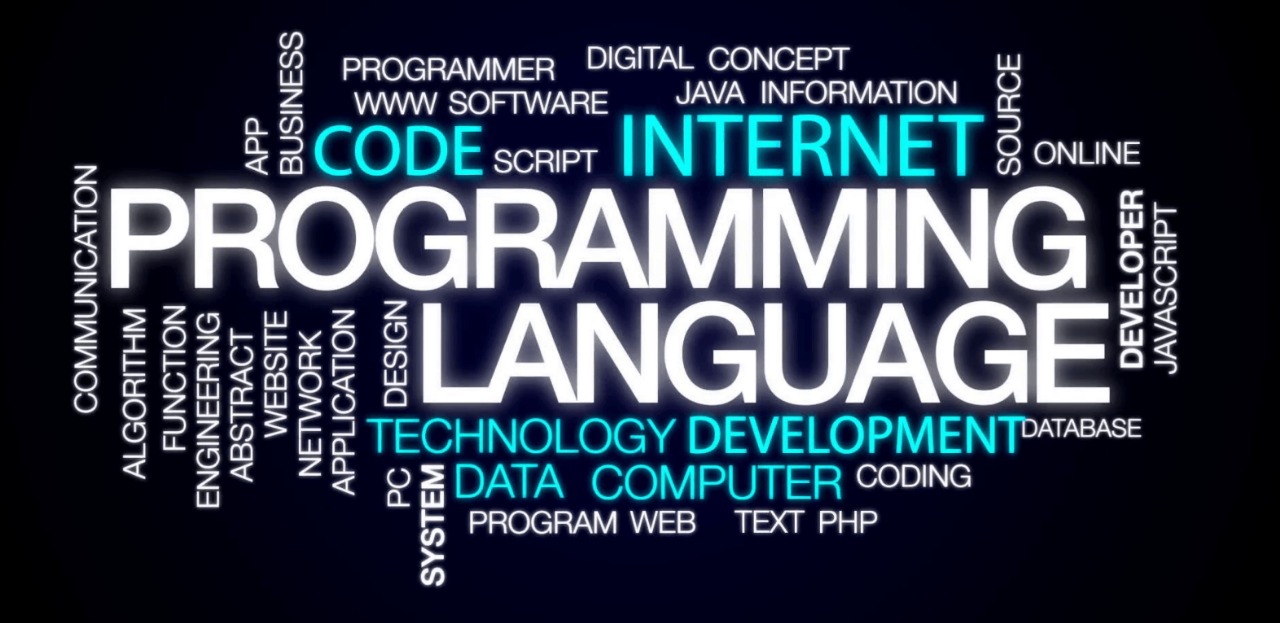 PROGRAMMER
DIGITAL CONCEPT
WWW SOFTWARE
JAVA INFORMATION
APP
BUSINESS
CODE
SCRIPT
INTERNET
SOURCE
ONLINE
COMMUNICATION
PROGRAMMING
LANGUAGE
DEVELOPER
JAVASCRIPT
ALGORITHM
FUNCTION
ENGINEERING
ABSTRACT
WEBSITE
NETWORK
APPLICATION
DESIGN
TECHNOLOGY
DEVELOPMENT
DATABASE
PC
SYSTEM
DATA
COMPUTER
CODING
PROGRAM WEB
TEXT PHP